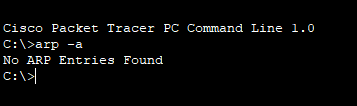 Cisco Packet Tracer PC Command Line 1.0
C:\>arp -a
No ARP Entries Found
C:\>